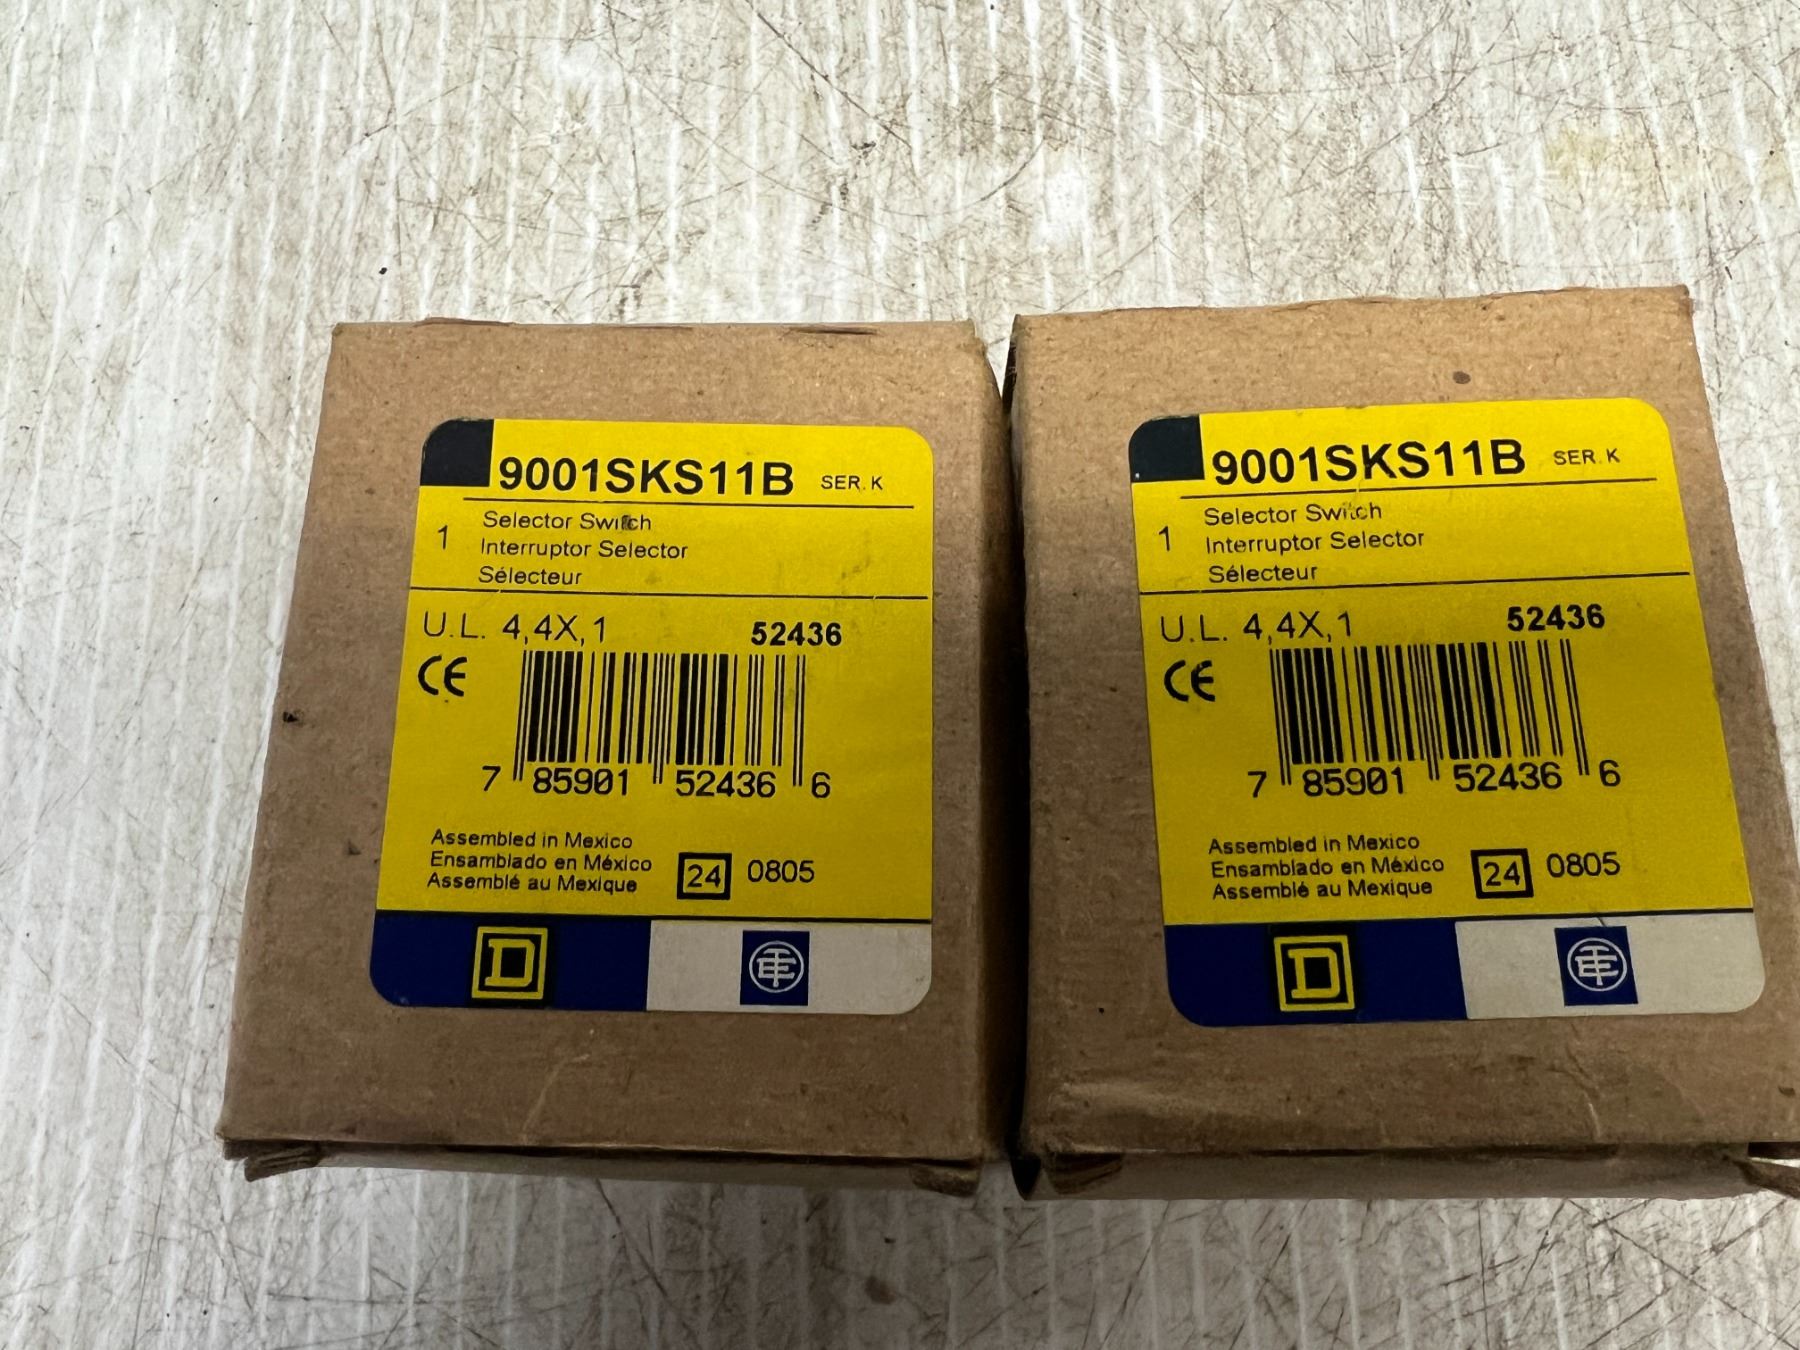 9001SKS11B SER. K
1
Selector Switch
Interruptor Selector
Sélecteur
U.L. 4,4X,1 52436
CE
7 85901 52436 6
Assembled in Mexico
Ensamblado en México
Assemblé au Mexique
24 0805
D
TE
9001SKS11B SER. K
1
Selector Switch
Interruptor Selector
Sélecteur
U.L. 4,4X,1 52436
CE
7 85901 52436 6
Assembled in Mexico
Ensamblado en México
Assemblé au Mexique
24 0805
D
TE